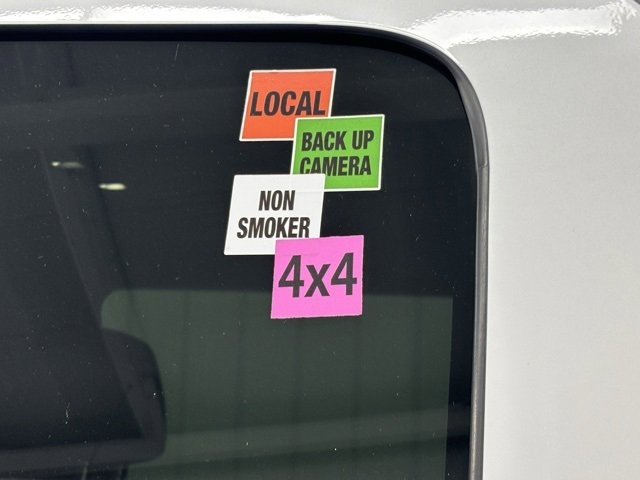 LOCAL
BACK UP
CAMERA
NON
SMOKER
4x4